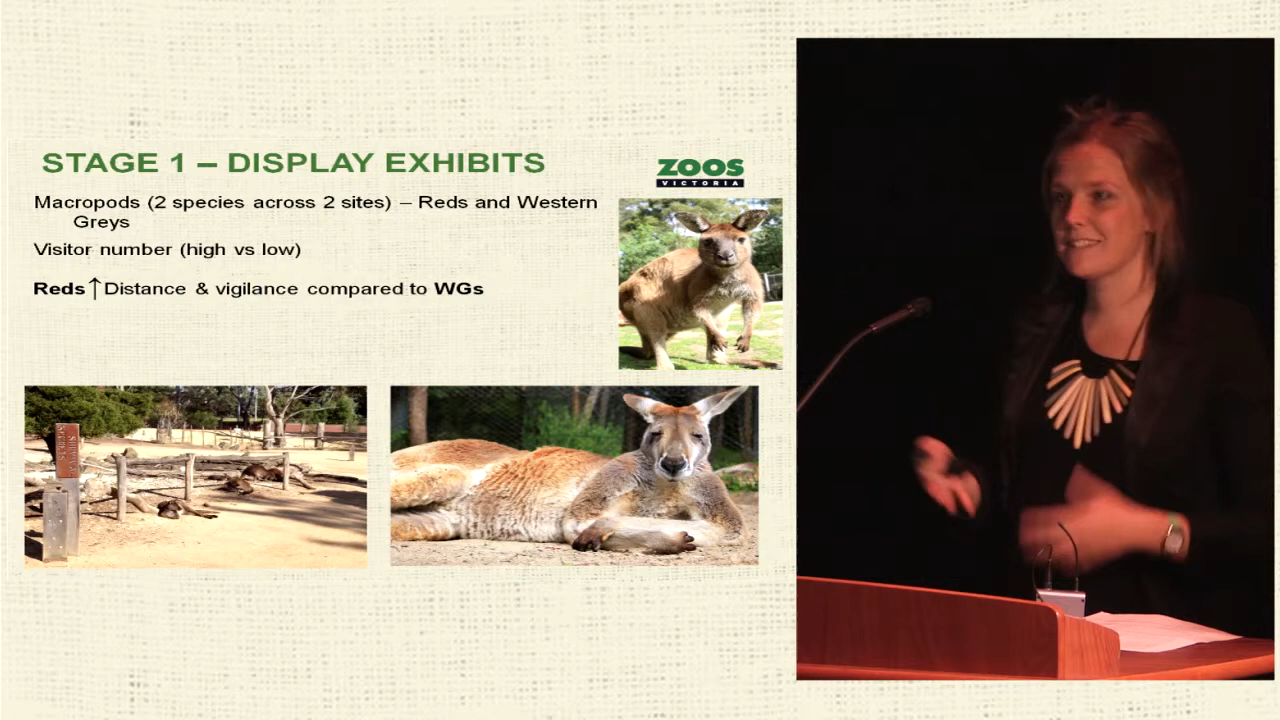 STAGE 1 – DISPLAY EXHIBITS
ZOOS
VICTORIA
Macropods (2 species across 2 sites) – Reds and Western
Greys
Visitor number (high vs low)
Reds ↑ Distance & vigilance compared to WGs